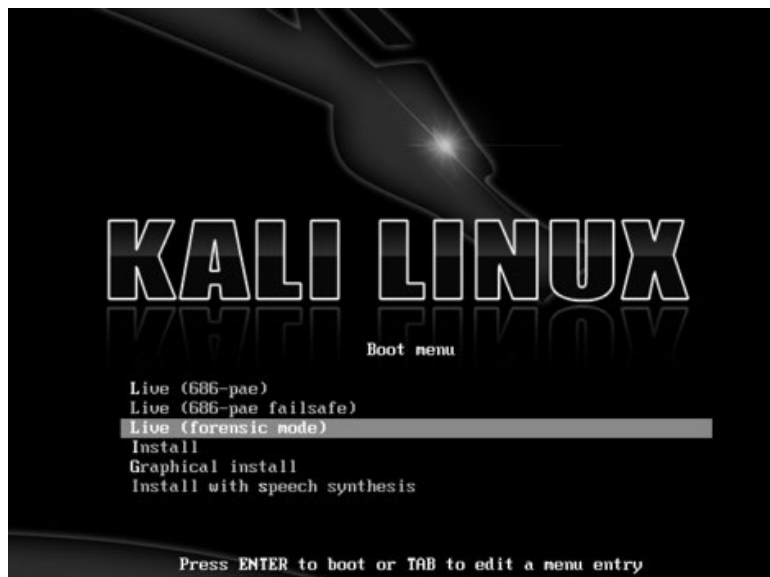 KALI LINUX
Boot menu
Live (686-pae)
Live (686-pae failsafe)
Live (forensic mode)
Install
Graphical install
Install with speech synthesis
Press ENTER to boot or TAB to edit a menu entry